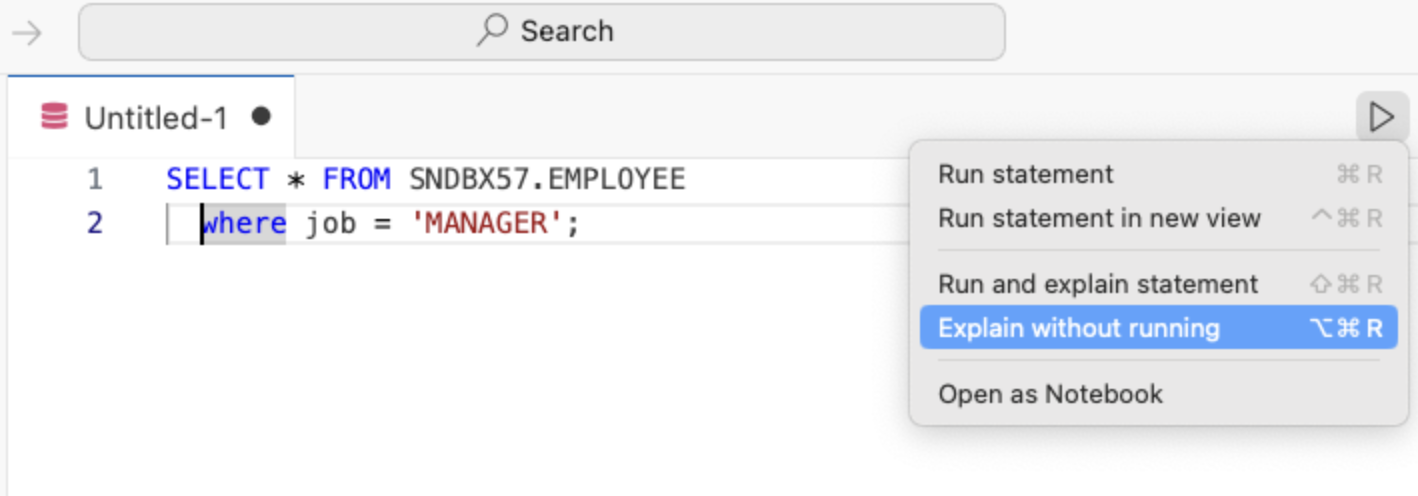 Search
Untitled-1
1 SELECT * FROM SNDBX57.EMPLOYEE
2 where job = 'MANAGER';
Run statement ⌘ R
Run statement in new view ^⌘ R
Run and explain statement ⇧⌘ R
Explain without running ⌥⌘ R
Open as Notebook